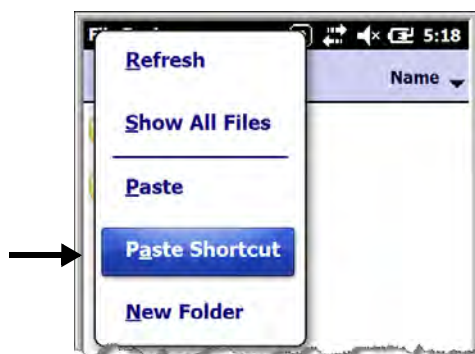 5:18
Name
Refresh
Show All Files
Paste
Paste Shortcut
New Folder